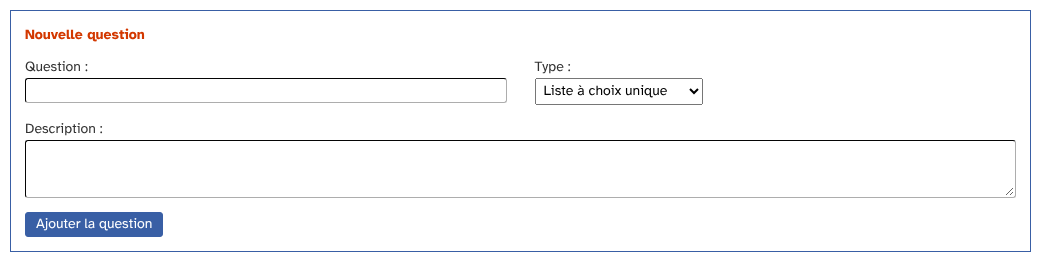 Nouvelle question
Question :
Type :
Liste à choix unique
Description :
Ajouter la question